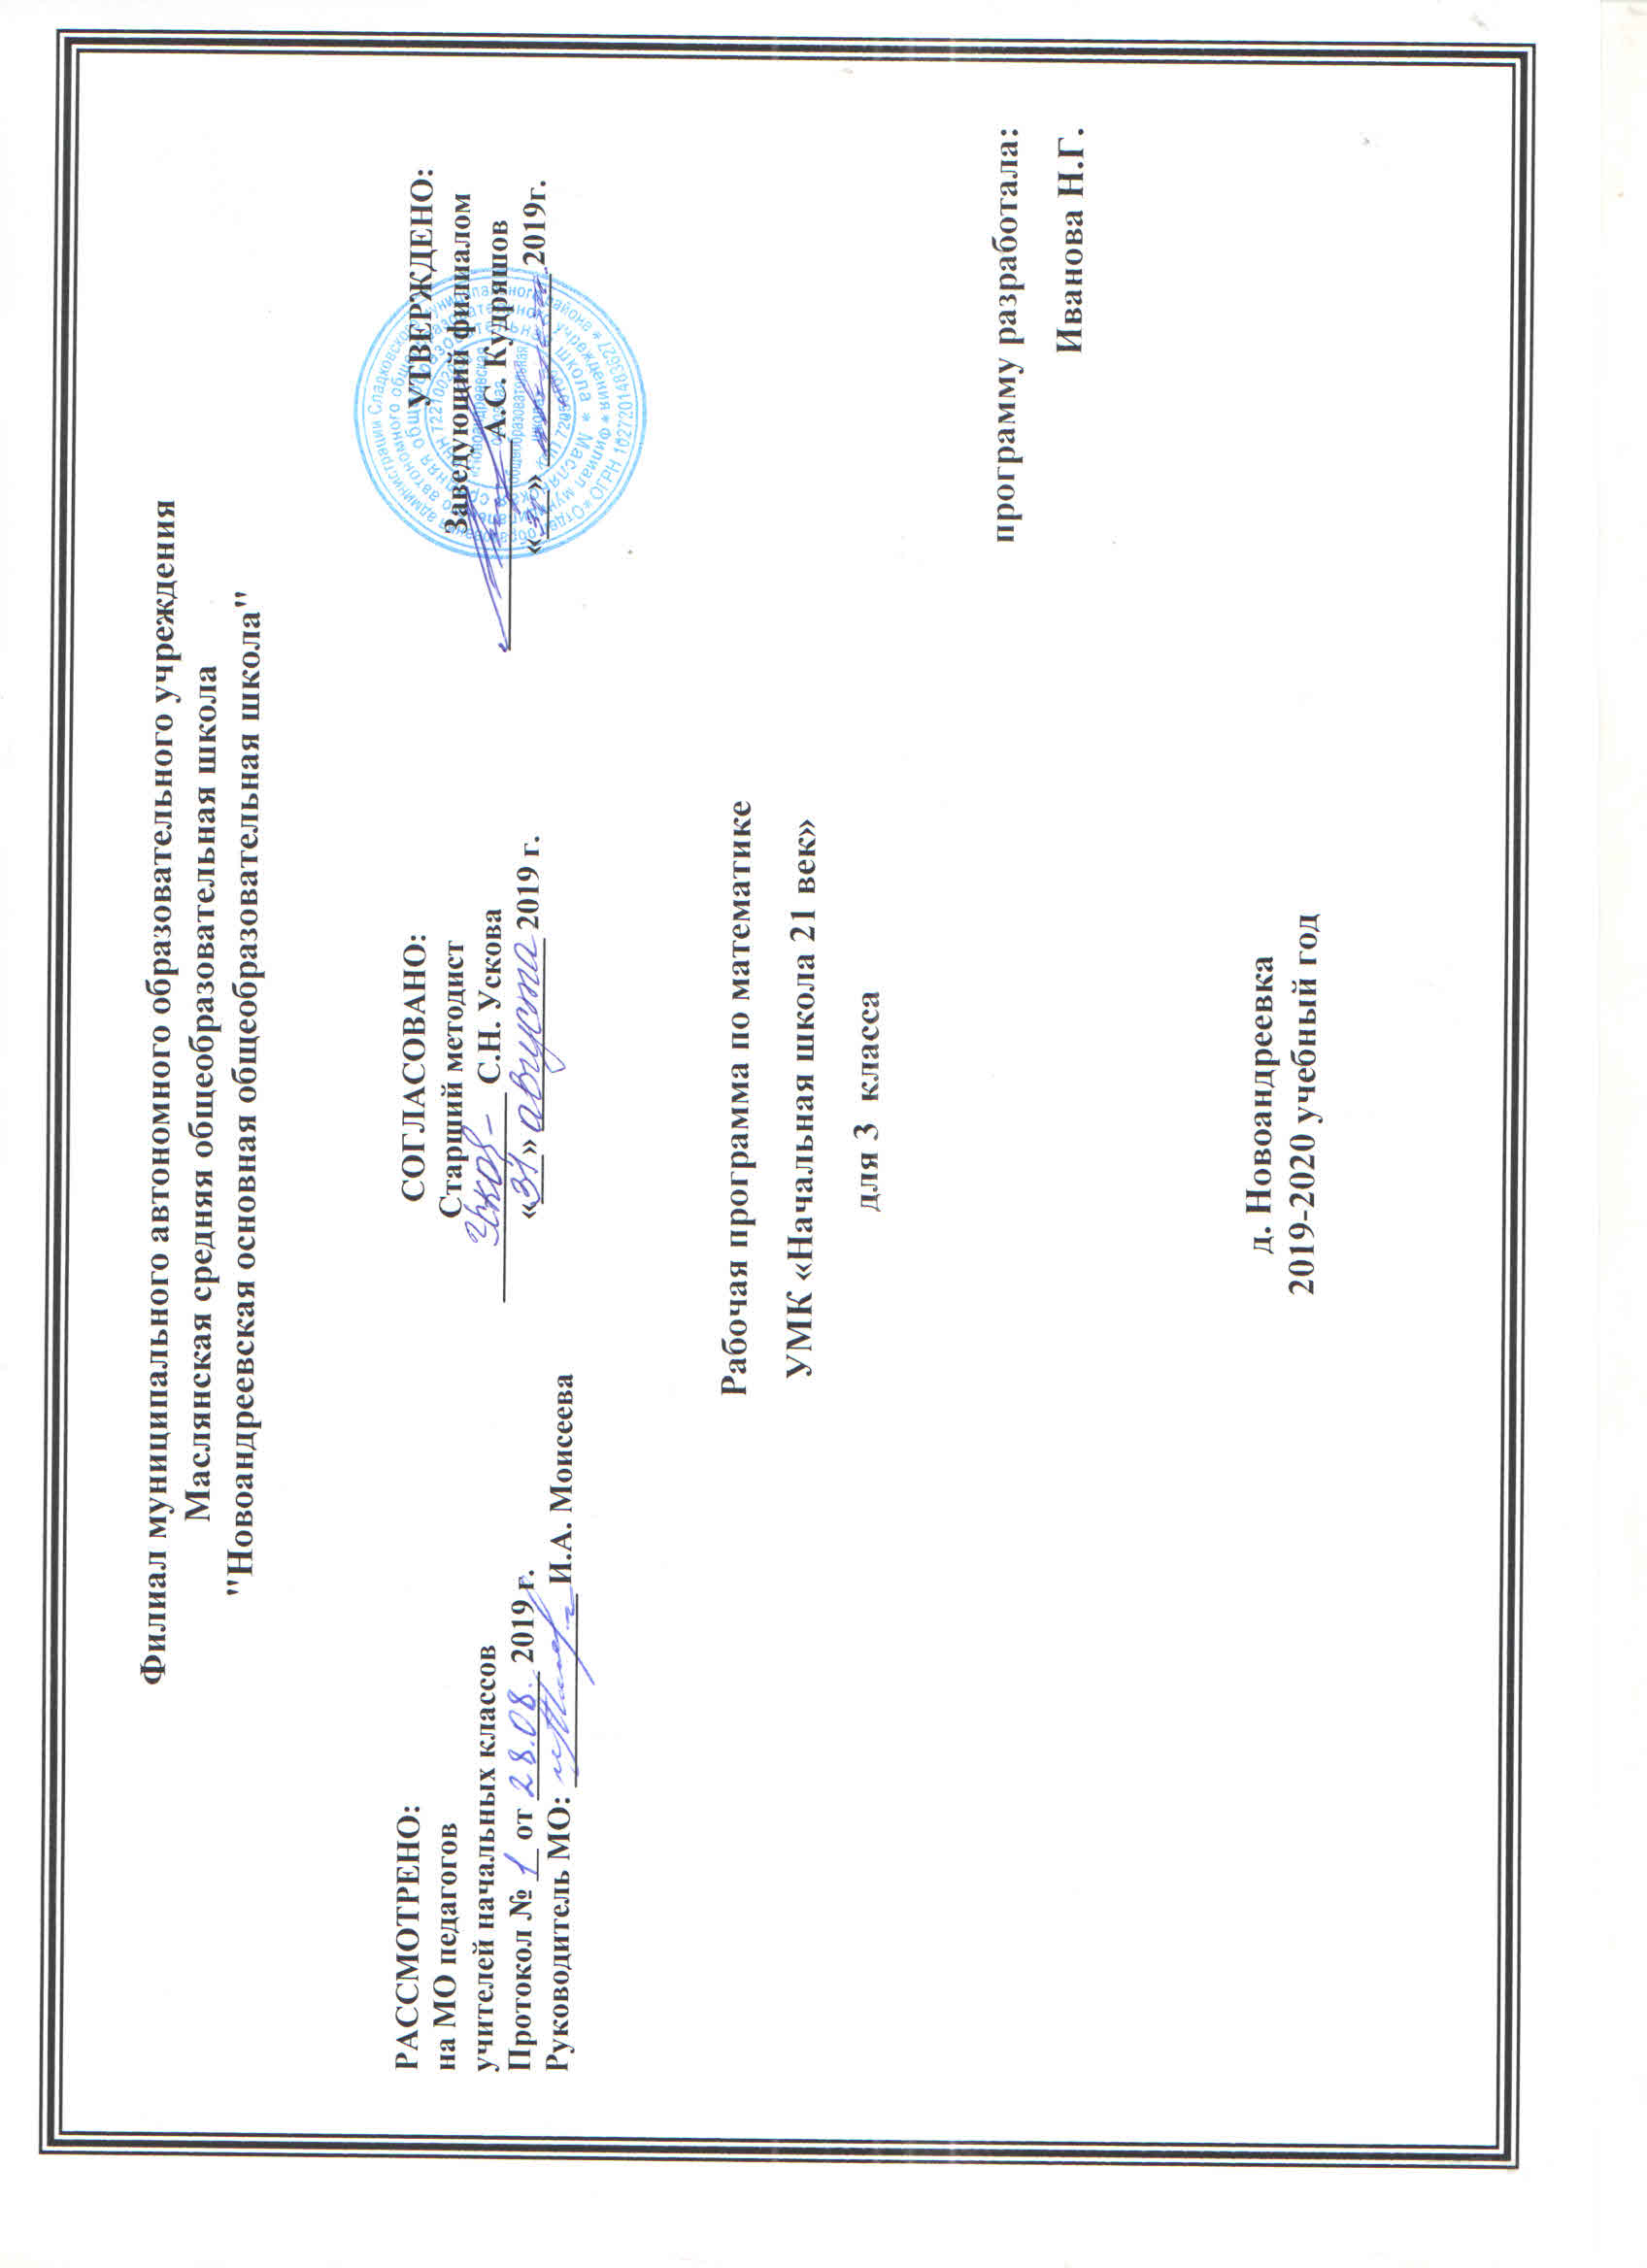 Филиал муниципального автономного образовательного учреждения
Маслянская средняя общеобразовательная школа
"Новоандреевская основная общеобразовательная школа"
РАССМОТРЕНО:
на МО педагогов
учителей начальных классов
Протокол № 1 от 28.08. 2019 г.
Руководитель МО: И.А. Моисеева
СОГЛАСОВАНО:
Старший методист
С.Н. Ускова
«31» августа 2019 г.
УТВЕРЖДЕНО:
Заведующий филиалом
А.С. Кудряшов
«31» августа 2019г.
Рабочая программа по математике
УМК «Начальная школа 21 век»
для 3 класса
программу разработала:
Иванова Н.Г.
д. Новоандреевка
2019-2020 учебный год